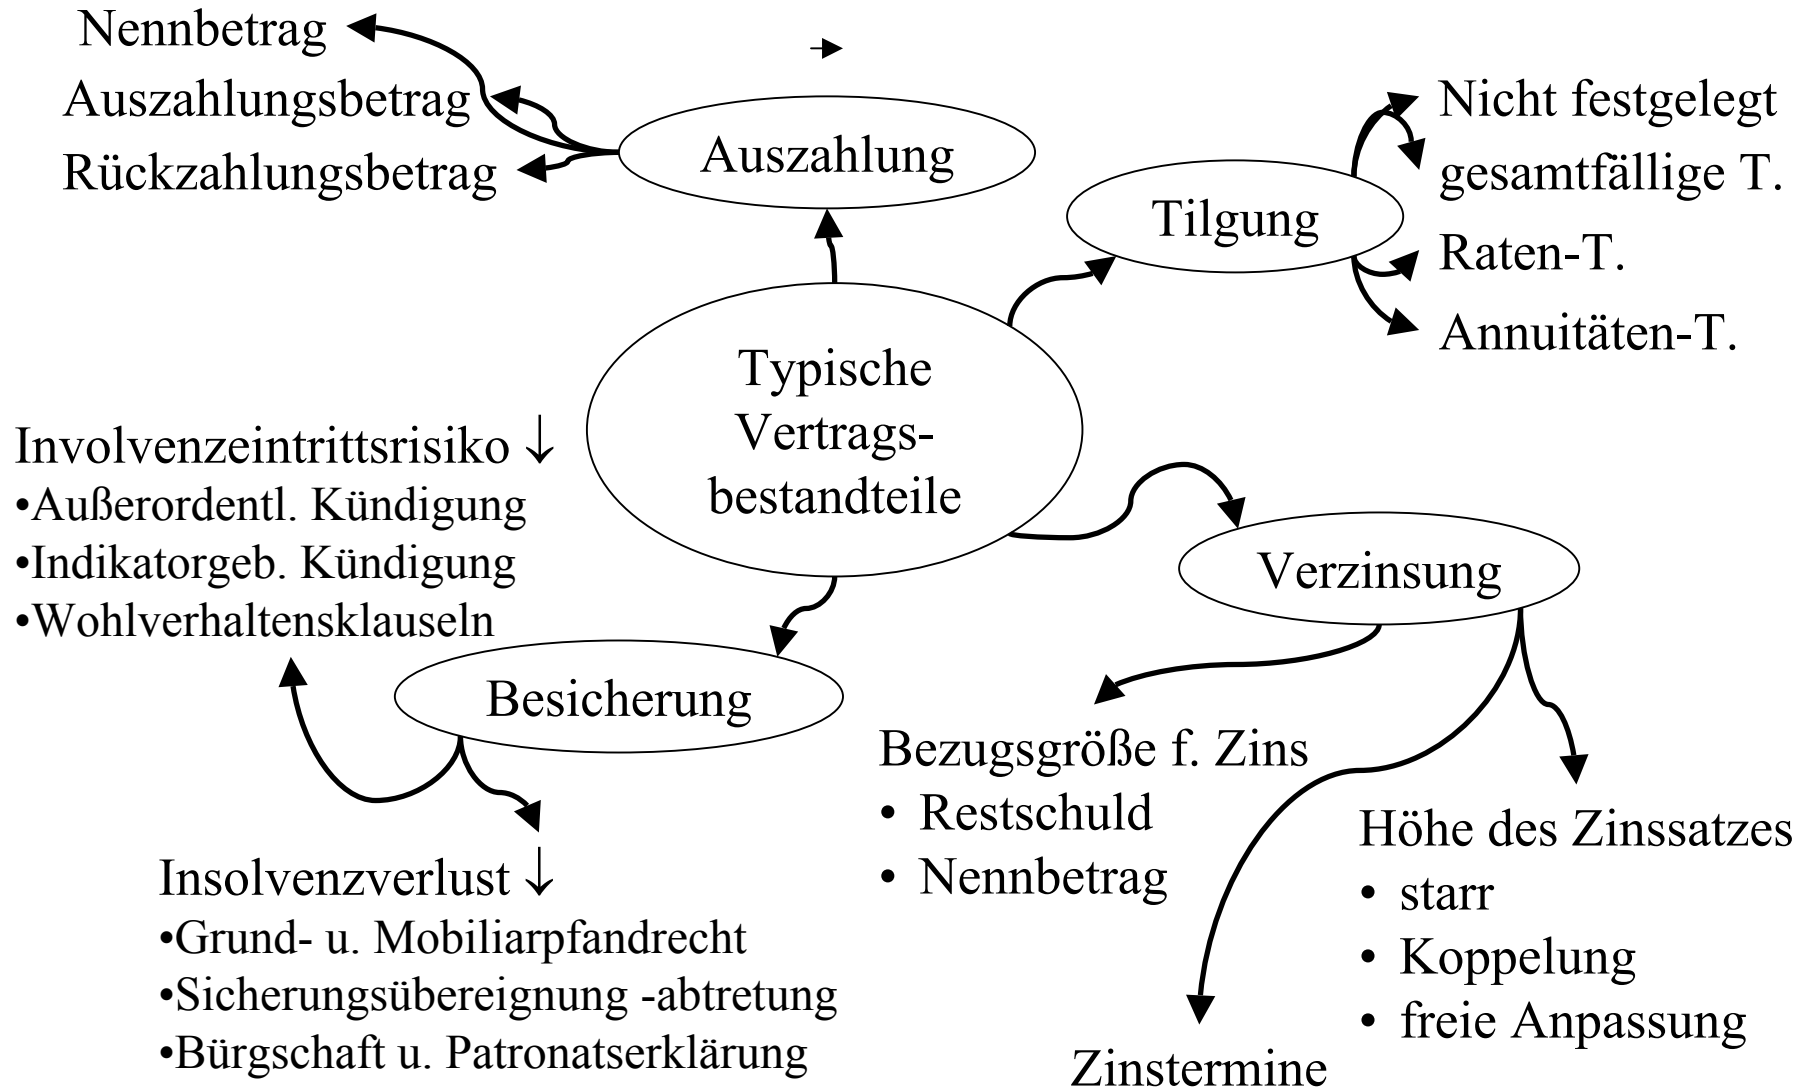 Nennbetrag
Auszahlungsbetrag
Rückzahlungsbetrag
Auszahlung
Nicht festgelegt
gesamtfällige T.
Raten-T.
Annuitäten-T.
Tilgung
Typische
Vertrags-
bestandteile
Involvenzeintrittsrisiko ↓
•Außerordentl. Kündigung
•Indikatorgeb. Kündigung
•Wohlverhaltensklauseln
Besicherung
Insolvenzverlust ↓
•Grund- u. Mobiliarpfandrecht
•Sicherungsübereignung -abtretung
•Bürgschaft u. Patronatserklärung
Verzinsung
Bezugsgröße f. Zins
• Restschuld
• Nennbetrag
Zinstermine
Höhe des Zinssatzes
• starr
• Koppelung
• freie Anpassung